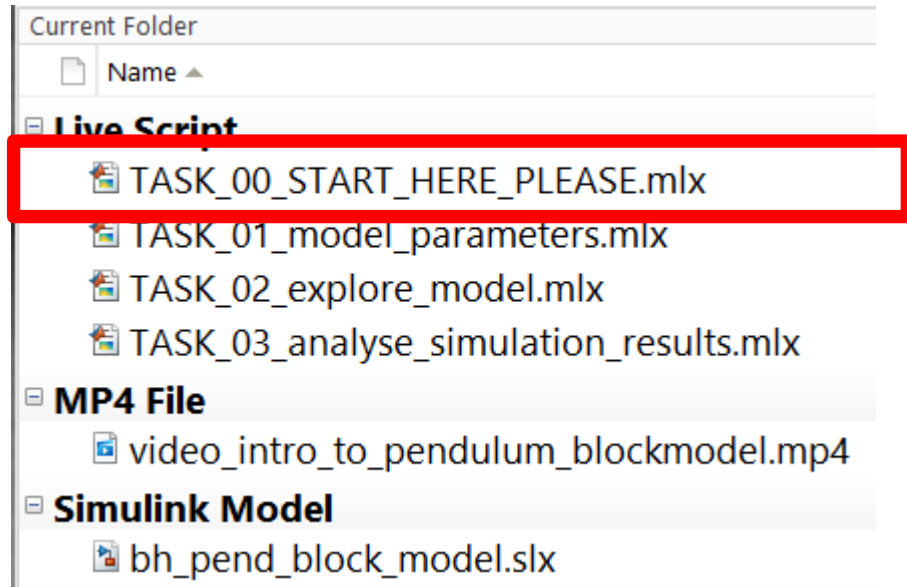 Current Folder
Name
Live Script
TASK_00_START_HERE_PLEASE.mlx
TASK_01_model_parameters.mlx
TASK_02_explore_model.mlx
TASK_03_analyse_simulation_results.mlx
MP4 File
video_intro_to_pendulum_blockmodel.mp4
Simulink Model
bh_pend_block_model.slx